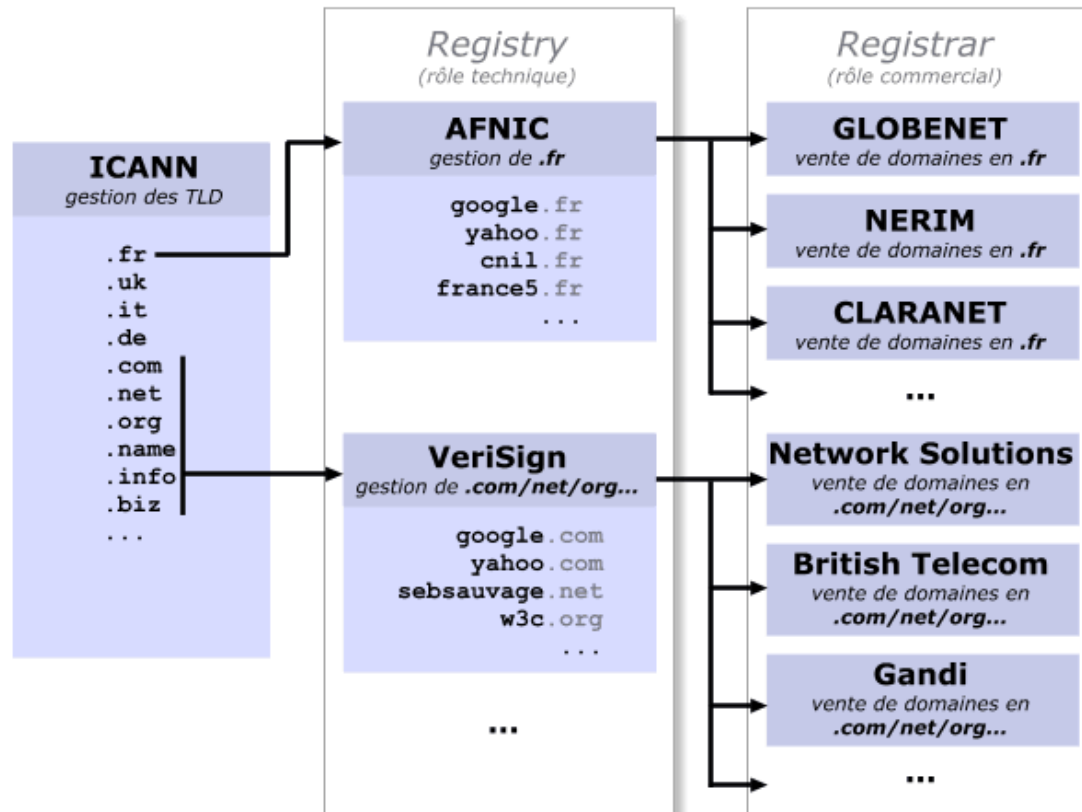 Registry
(rôle technique)
Registrar
(rôle commercial)
ICANN
gestion des TLD
.fr
.uk
.it
.de
.com
.net
.org
.name
.info
.biz
...
AFNIC
gestion de .fr
google.fr
yahoo.fr
cnil.fr
france5.fr
...
VeriSign
gestion de .com/net/org...
google.com
yahoo.com
sebsauvage.net
w3c.org
...
...
GLOBENET
vente de domaines en .fr
NERIM
vente de domaines en .fr
CLARANET
vente de domaines en .fr
...
Network Solutions
vente de domaines en
.com/net/org...
British Telecom
vente de domaines en
.com/net/org...
Gandi
vente de domaines en
.com/net/org...
...